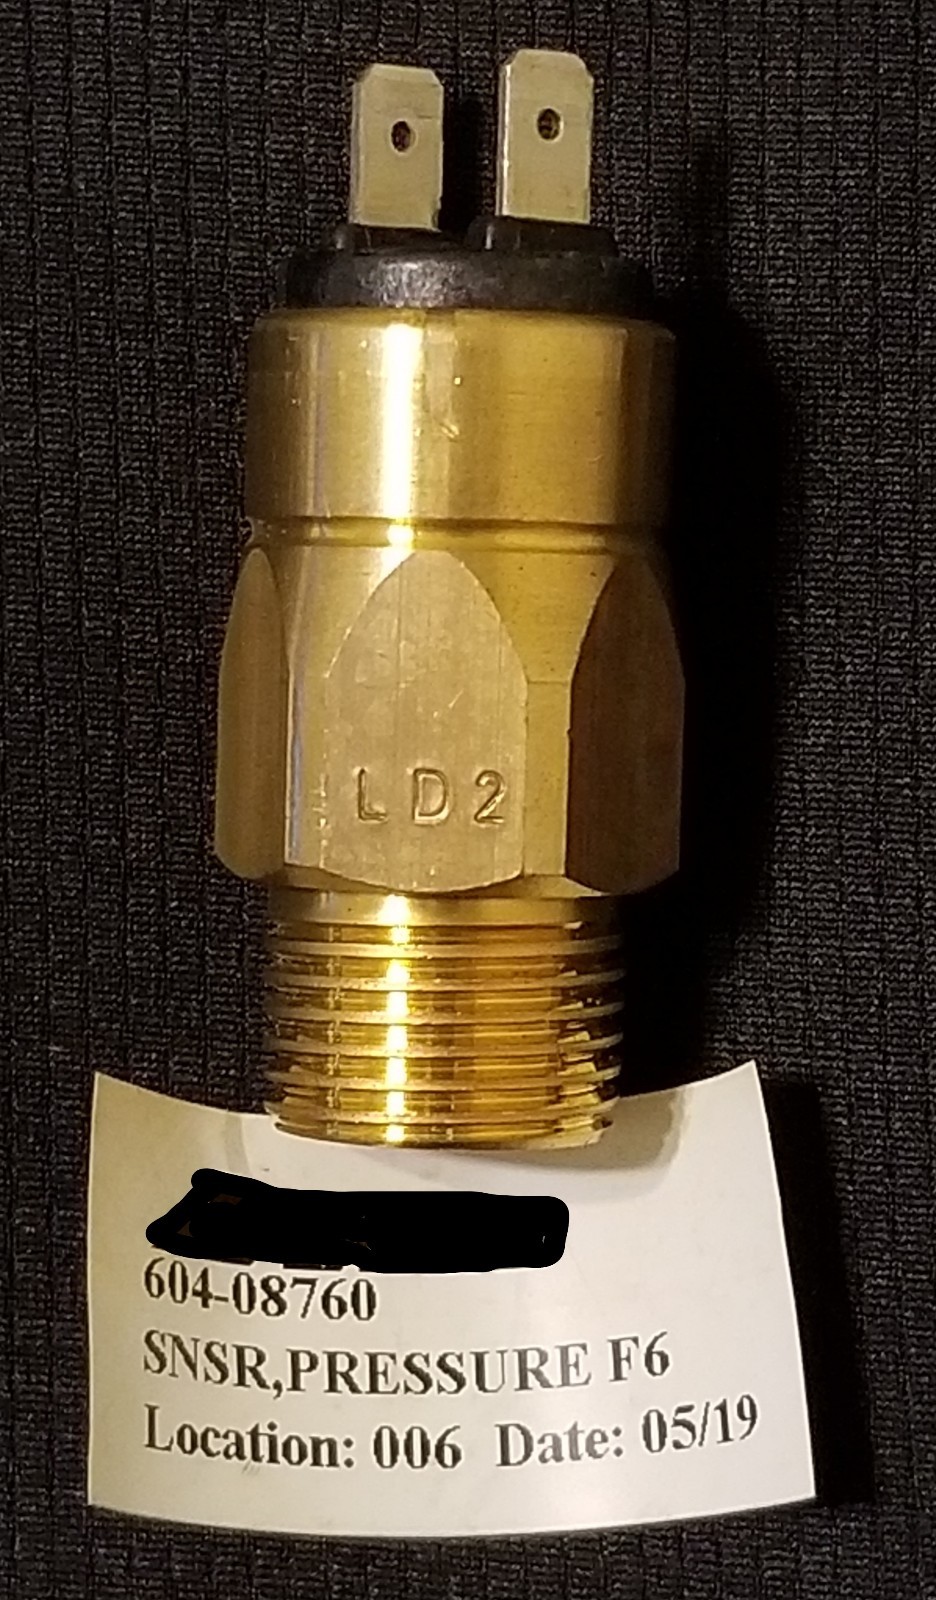 LD2
604-08760
SNSR,PRESSURE F6
Location: 006 Date: 05/19